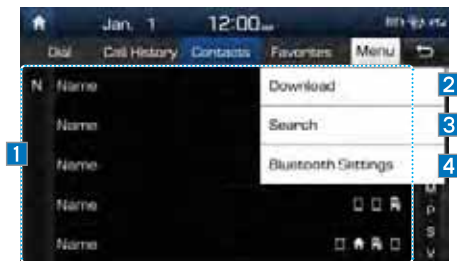 Jan. 1 12:00
Dial Call History Contacts Favorites Menu
N Name Download 2
Name Search 3
1
Name Bluetooth Settings 4
M
Name P
S
Name V